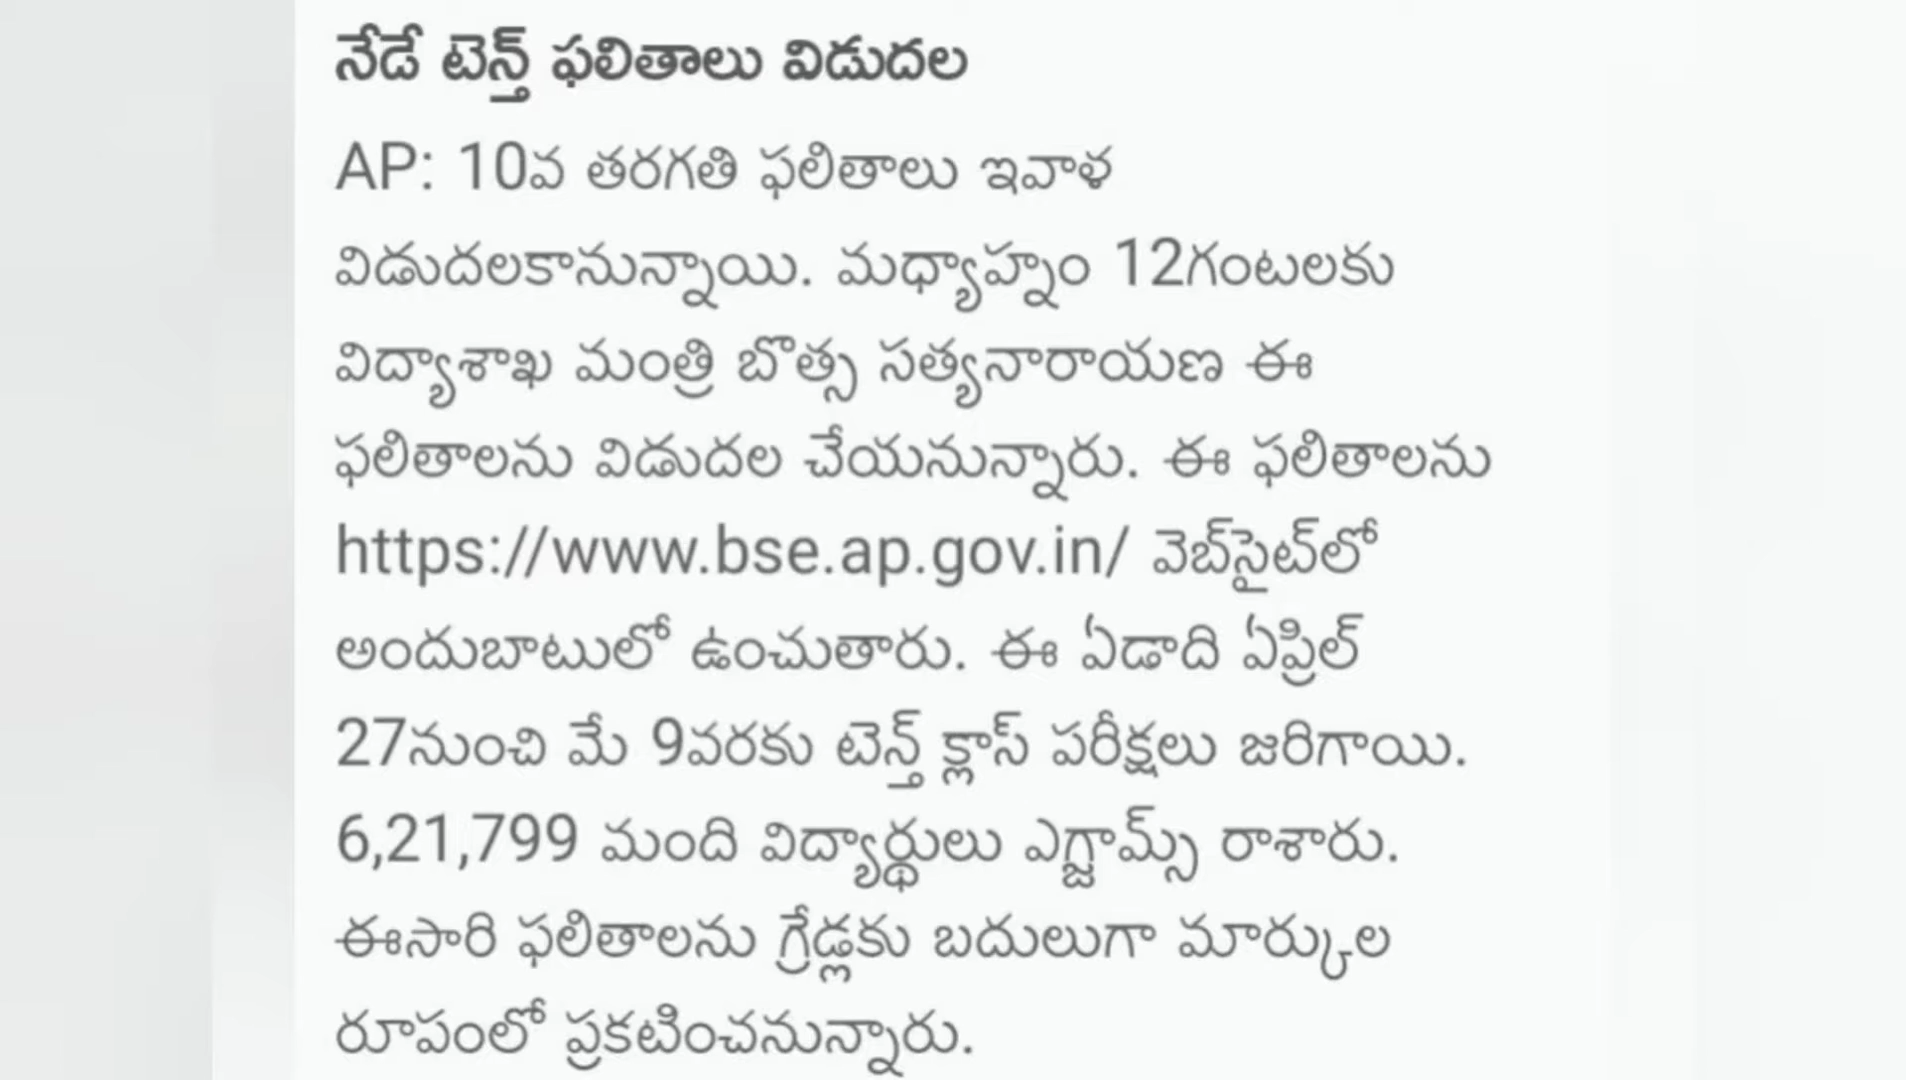 నేడే టెన్త్ ఫలితాలు విడుదల
AP: 10వ తరగతి ఫలితాలు ఇవాళ
విడుదలకానున్నాయి. మధ్యాహ్నం 12గంటలకు
విద్యాశాఖ మంత్రి బొత్స సత్యనారాయణ ఈ
ఫలితాలను విడుదల చేయనున్నారు. ఈ ఫలితాలను
https://www.bse.ap.gov.in/ వెబ్‌సైట్‌లో
అందుబాటులో ఉంచుతారు. ఈ ఏడాది ఏప్రిల్
27నుంచి మే 9వరకు టెన్త్ క్లాస్ పరీక్షలు జరిగాయి.
6,21,799 మంది విద్యార్థులు ఎగ్జామ్స్ రాశారు.
ఈసారి ఫలితాలను గ్రేడ్లకు బదులుగా మార్కుల
రూపంలో ప్రకటించనున్నారు.